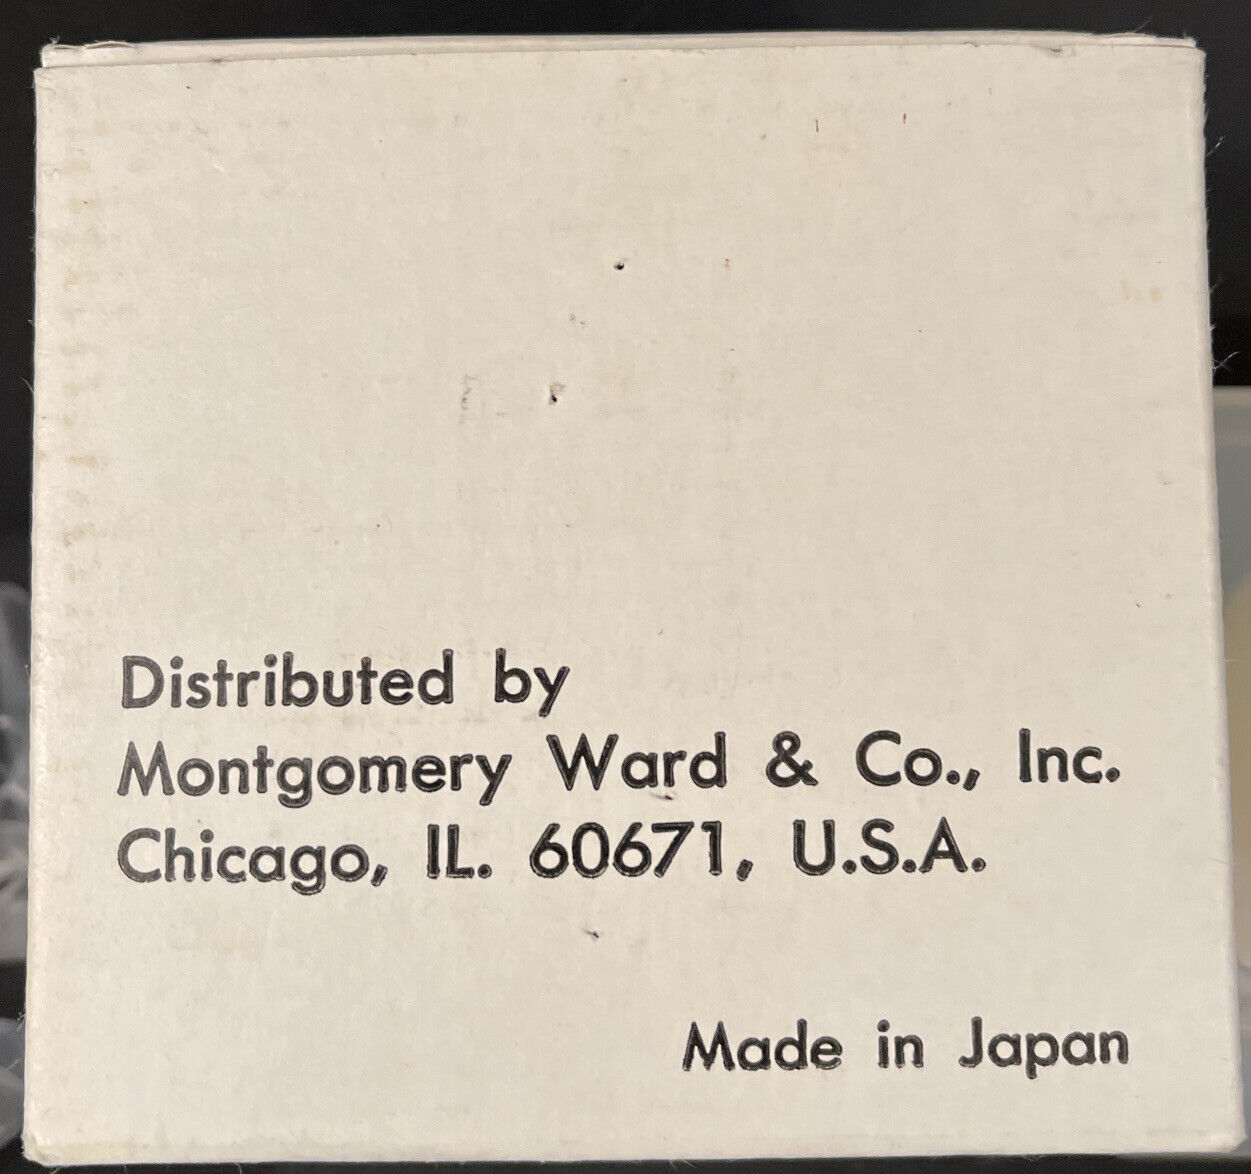 Distributed by
Montgomery Ward & Co., Inc.
Chicago, IL. 60671, U.S.A.
Made in Japan